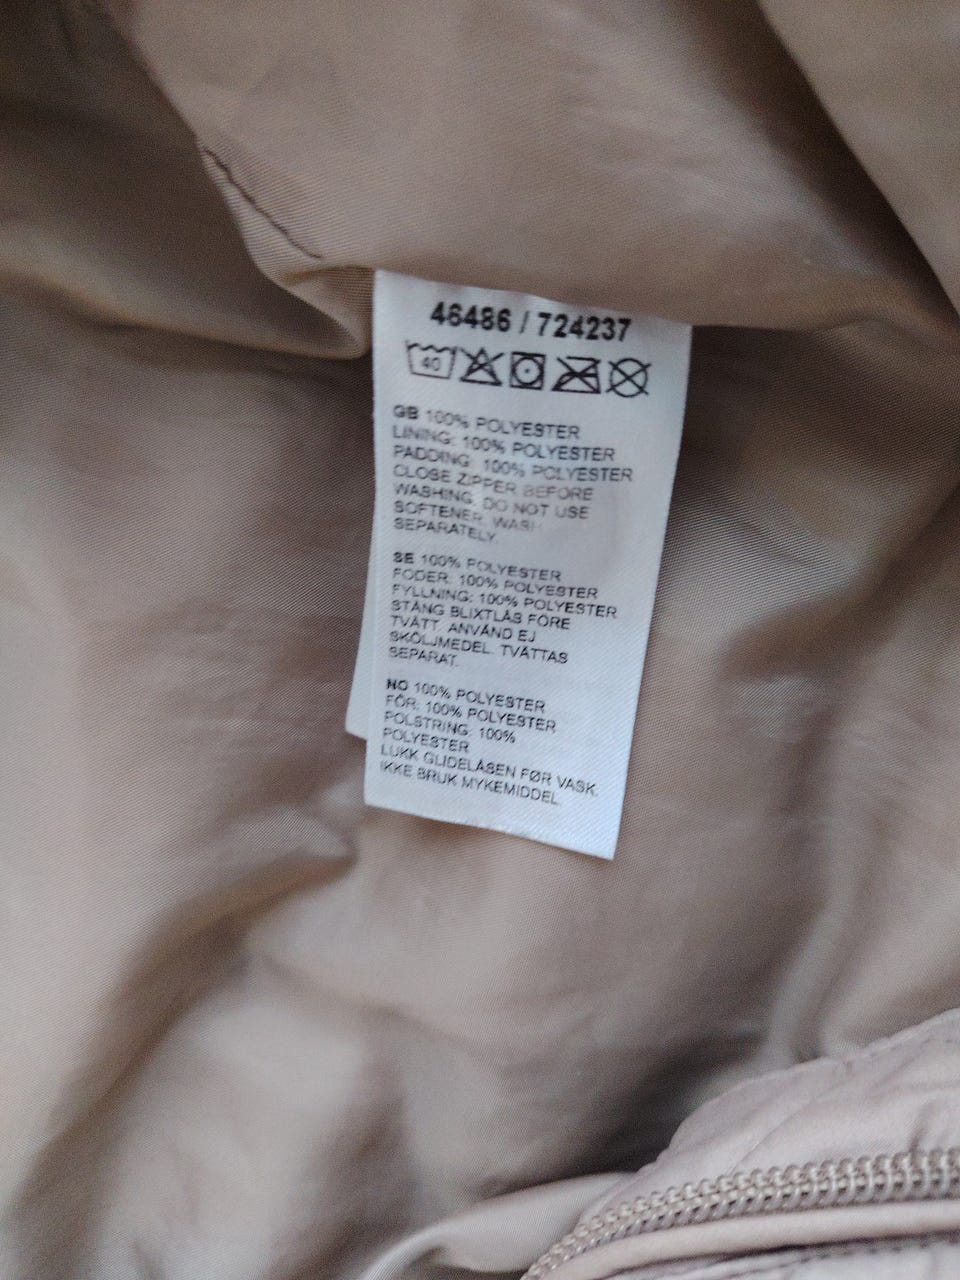 46486 / 724237
40
GB 100% POLYESTER
LINING: 100% POLYESTER
PADDING: 100% POLYESTER
CLOSE ZIPPER BEFORE
WASHING. DO NOT USE
SOFTENER. WASH
SEPARATELY.
SE 100% POLYESTER
FODER: 100% POLYESTER
FYLLNING: 100% POLYESTER
STÄNG BLIXTLÅS FÖRE
TVÄTT. ANVÄND EJ
SKÖLJMEDEL. TVÄTTAS
SEPARAT.
NO 100% POLYESTER
FÔR: 100% POLYESTER
POLSTRING: 100%
POLYESTER
LUKK GLIDELÅSEN FØR VASK.
IKKE BRUK MYKEMIDDEL.